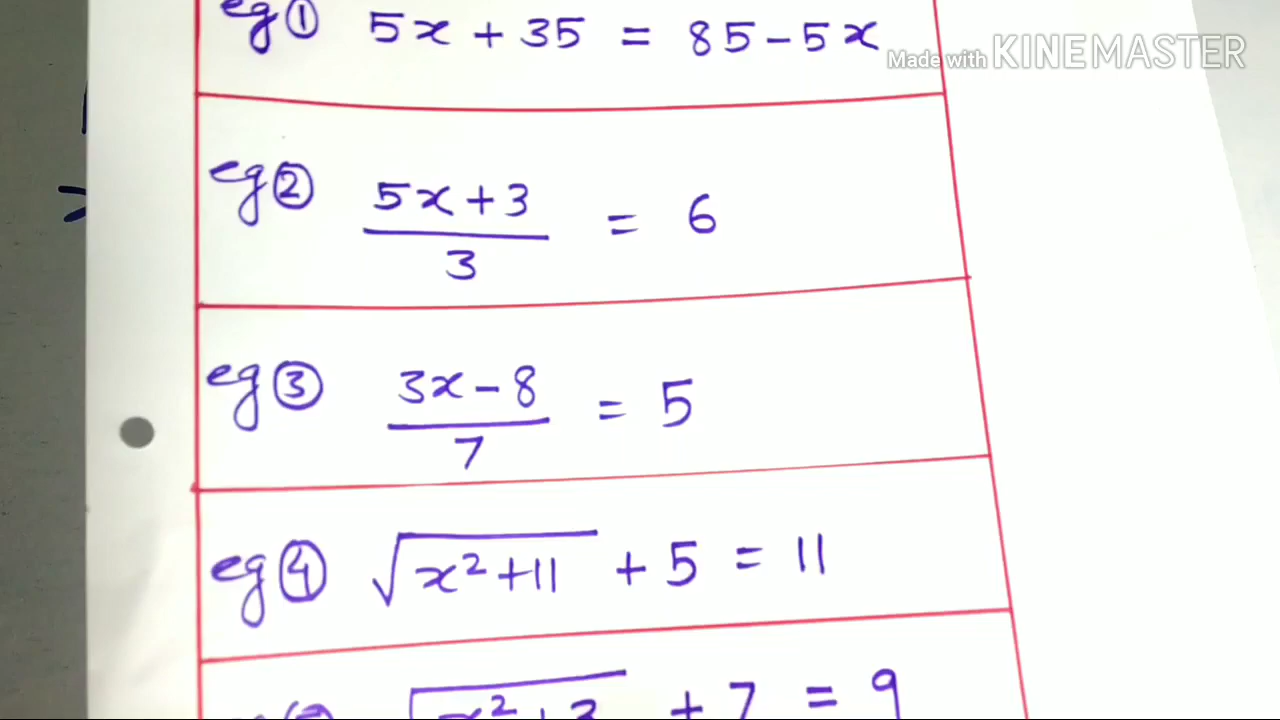 eg① 5x + 35 = 85 - 5x
Made with KINEMASTER
eg② (5x + 3)/3 = 6
eg③ (3x - 8)/7 = 5
eg④ √(x² + 11) + 5 = 11
+ 7 = 9